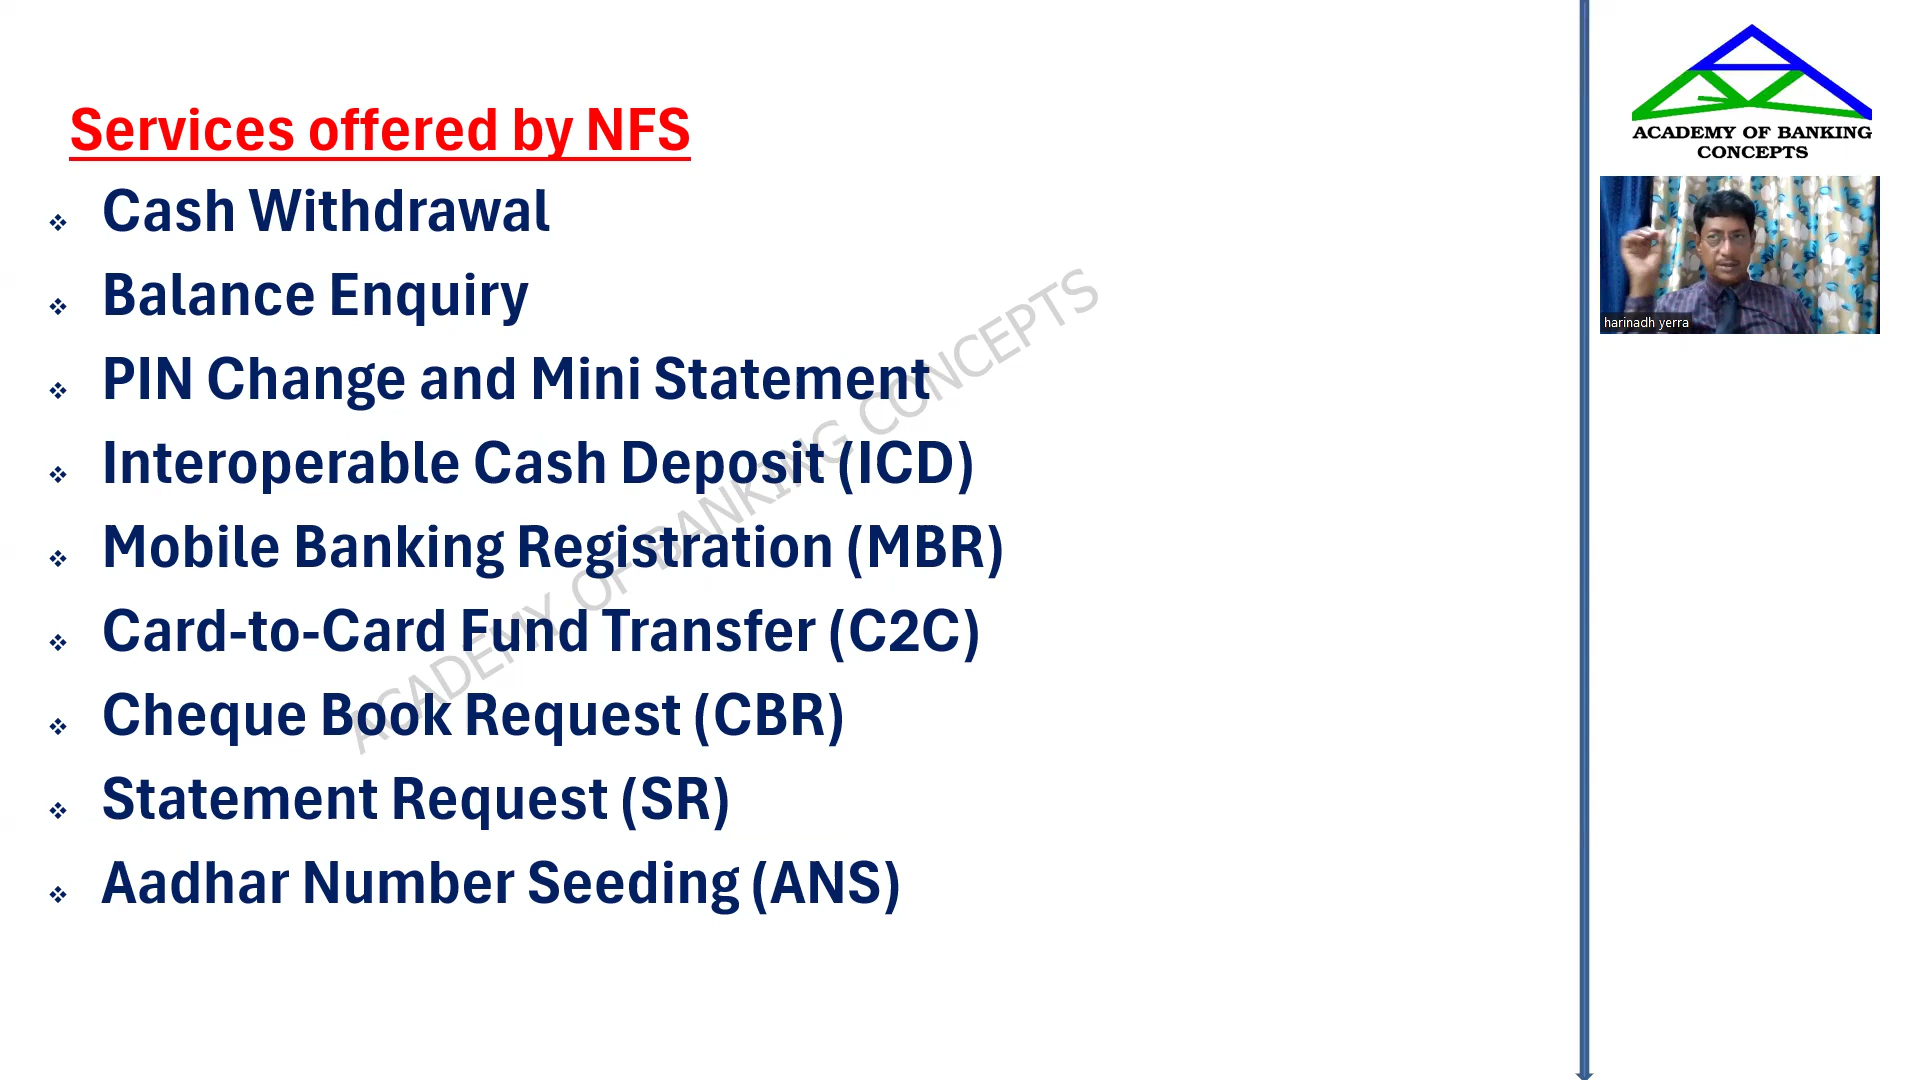 Services offered by NFS
Cash Withdrawal
Balance Enquiry
PIN Change and Mini Statement
Interoperable Cash Deposit (ICD)
Mobile Banking Registration (MBR)
Card-to-Card Fund Transfer (C2C)
Cheque Book Request (CBR)
Statement Request (SR)
Aadhar Number Seeding (ANS)
ACADEMY OF BANKING CONCEPTS
ACADEMY OF BANKING
CONCEPTS
harinadh yerra